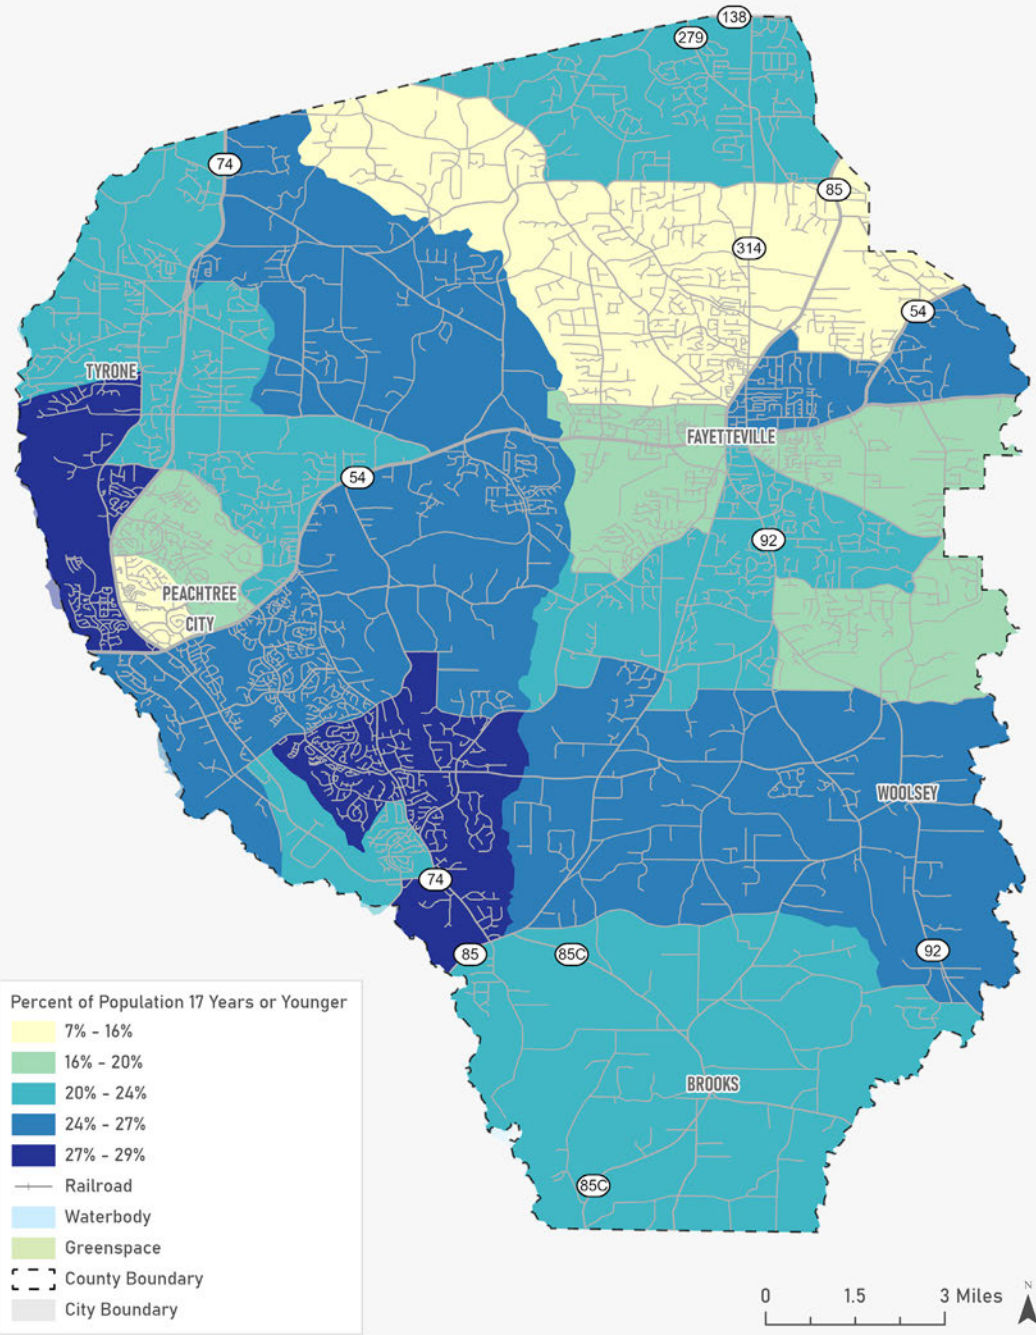 138
279
74
85
314
54
TYRONE
FAYETTEVILLE
54
92
PEACHTREE
CITY
WOOLSEY
74
85
85C
92
Percent of Population 17 Years or Younger
7% - 16%
16% - 20%
20% - 24%
24% - 27%
27% - 29%
Railroad
Waterbody
Greenspace
County Boundary
City Boundary
BROOKS
85C
0 1.5 3 Miles
N